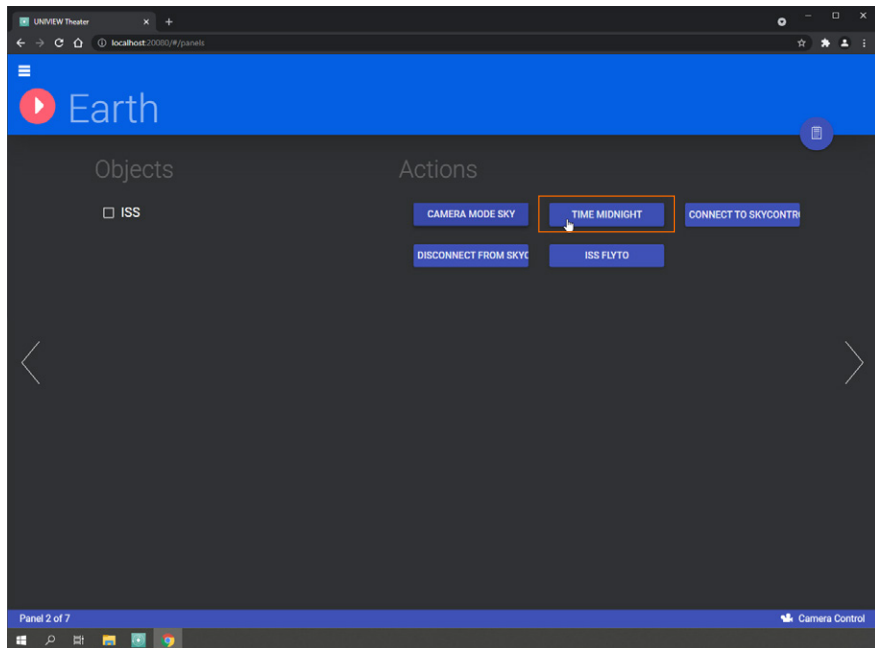 UNIVIEW Theater
localhost:20080/#/panels
Earth
Objects
Actions
ISS
CAMERA MODE SKY
TIME MIDNIGHT
CONNECT TO SKYCONTR
DISCONNECT FROM SKYC
ISS FLYTO
Panel 2 of 7
Camera Control